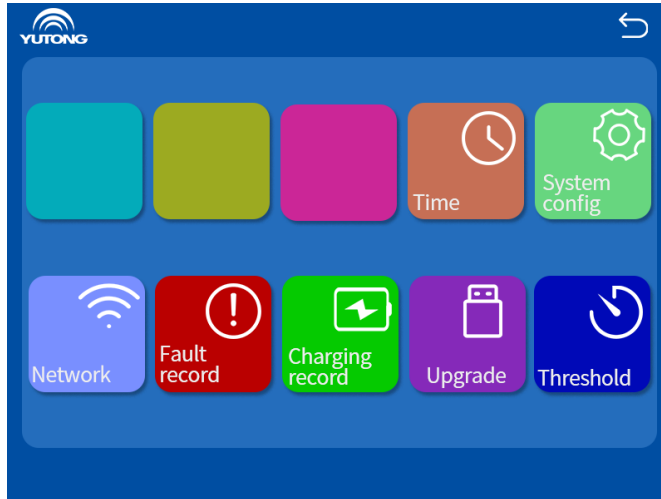 YUTONG
Time
System
config
Network
Fault
record
Charging
record
Upgrade
Threshold